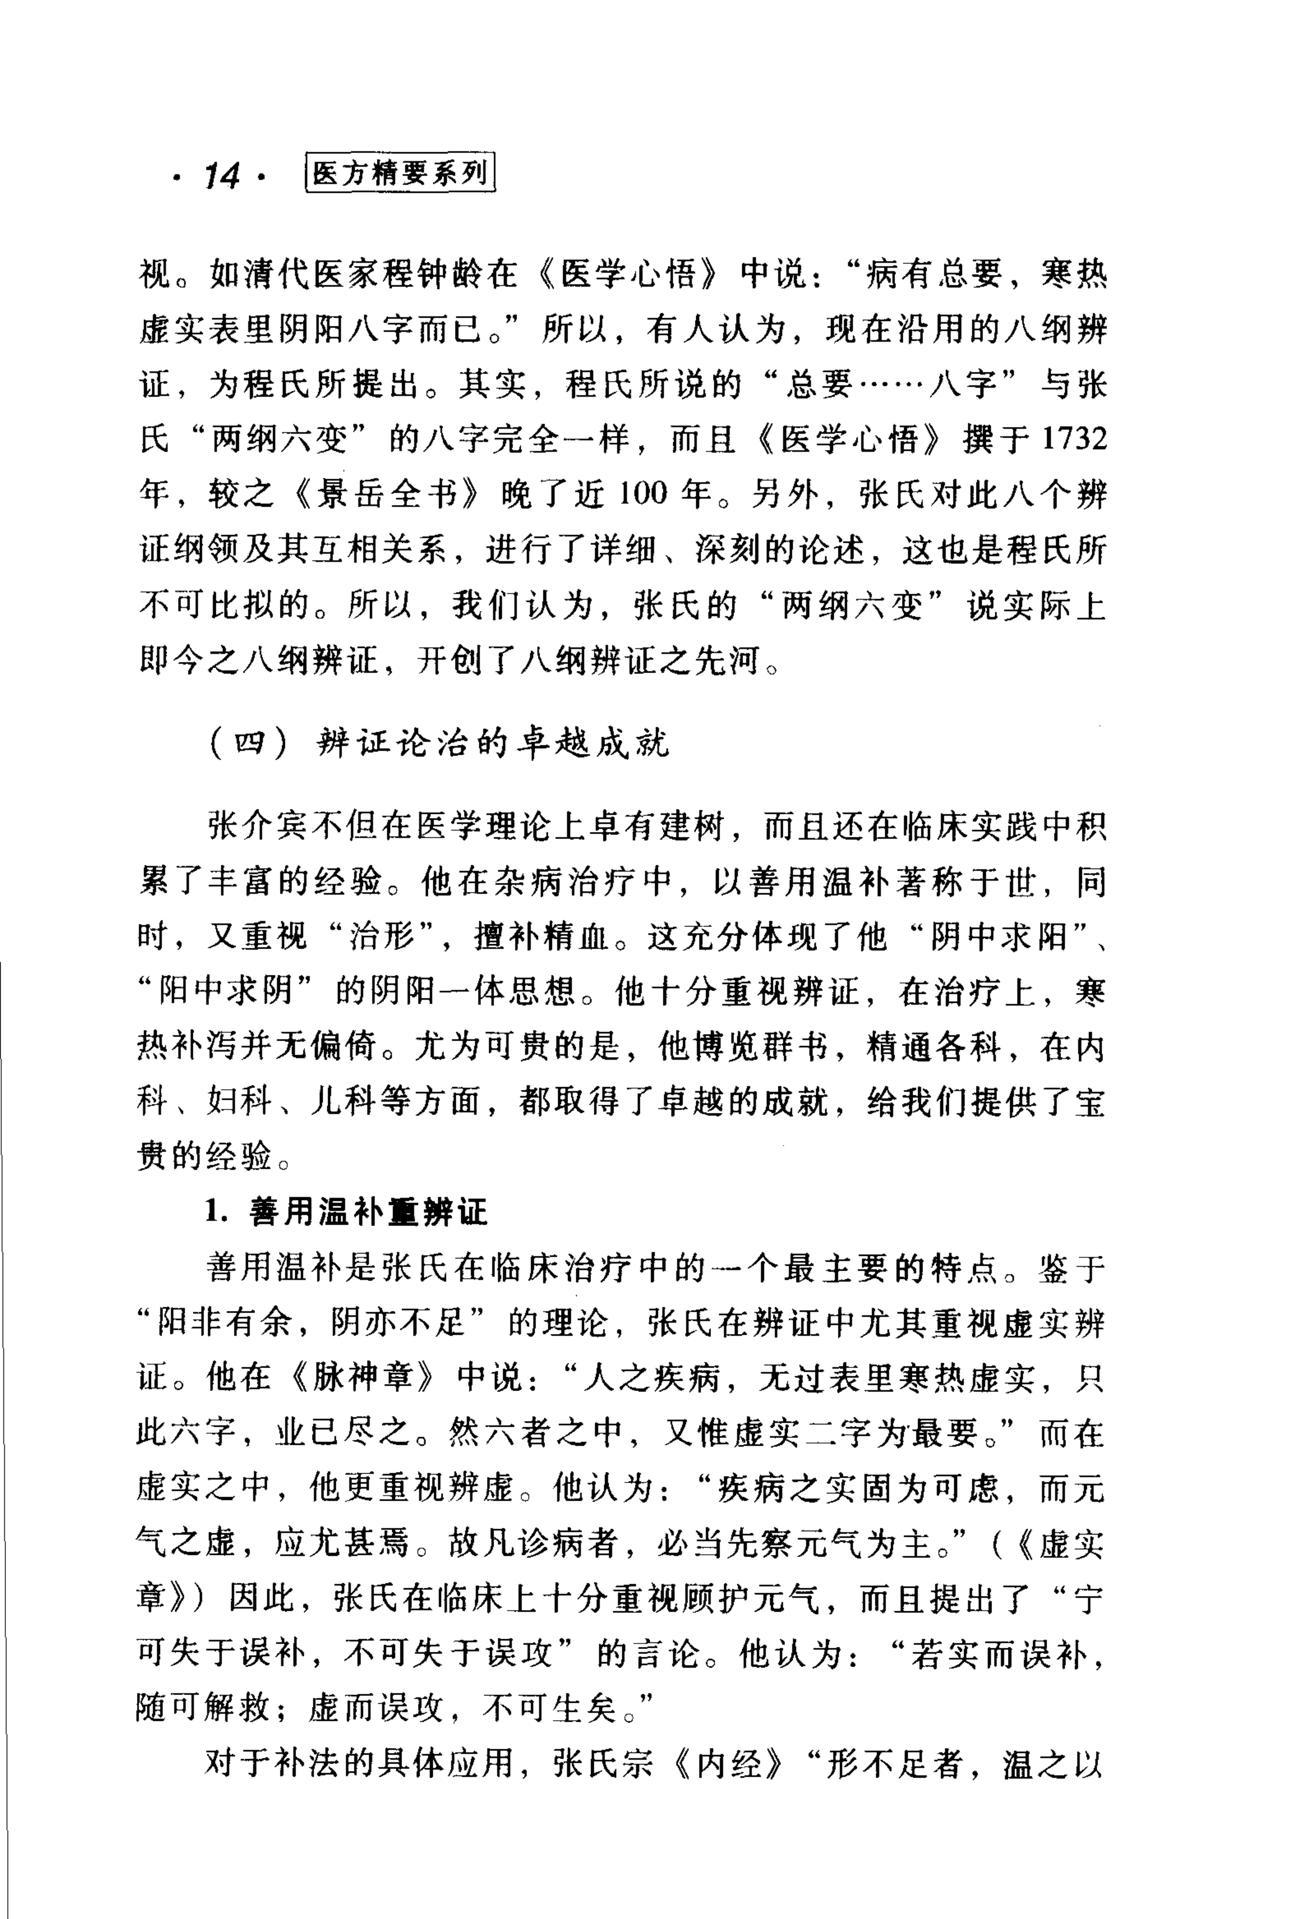 · 14 · 医方精要系列
视。如清代医家程钟龄在《医学心悟》中说：“病有总要，寒热
虚实表里阴阳八字而已。”所以，有人认为，现在沿用的八纲辨
证，为程氏所提出。其实，程氏所说的“总要……八字”与张
氏“两纲六变”的八字完全一样，而且《医学心悟》撰于1732
年，较之《景岳全书》晚了近100年。另外，张氏对此八个辨
证纲领及其互相关系，进行了详细、深刻的论述，这也是程氏所
不可比拟的。所以，我们认为，张氏的“两纲六变”说实际上
即今之八纲辨证，开创了八纲辨证之先河。
（四）辨证论治的卓越成就
张介宾不但在医学理论上卓有建树，而且还在临床实践中积
累了丰富的经验。他在杂病治疗中，以善用温补著称于世，同
时，又重视“治形”，擅补精血。这充分体现了他“阴中求阳”、
“阳中求阴”的阴阳一体思想。他十分重视辨证，在治疗上，寒
热补泻并无偏倚。尤为可贵的是，他博览群书，精通各科，在内
科、妇科、儿科等方面，都取得了卓越的成就，给我们提供了宝
贵的经验。
1. 善用温补重辨证
善用温补是张氏在临床治疗中的一个最主要的特点。鉴于
“阳非有余，阴亦不足”的理论，张氏在辨证中尤其重视虚实辨
证。他在《脉神章》中说：“人之疾病，无过表里寒热虚实，只
此六字，业已尽之。然六者之中，又惟虚实二字为最要。”而在
虚实之中，他更重视辨虚。他认为：“疾病之实固为可虑，而元
气之虚，应尤甚焉。故凡诊病者，必当先察元气为主。”（《虚实
章》）因此，张氏在临床上十分重视顾护元气，而且提出了“宁
可失于误补，不可失于误攻”的言论。他认为：“若实而误补，
随可解救；虚而误攻，不可生矣。”
对于补法的具体应用，张氏宗《内经》“形不足者，温之以